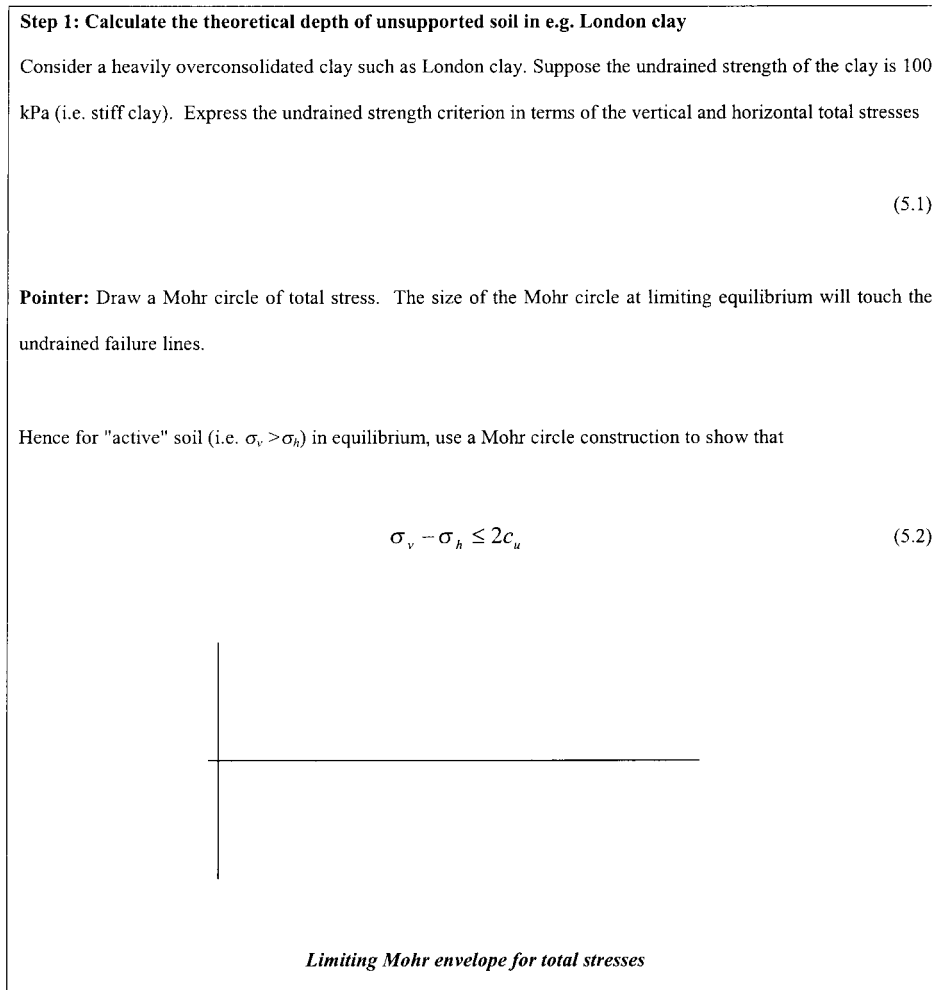 Step 1: Calculate the theoretical depth of unsupported soil in e.g. London clay
Consider a heavily overconsolidated clay such as London clay. Suppose the undrained strength of the clay is 100
kPa (i.e. stiff clay). Express the undrained strength criterion in terms of the vertical and horizontal total stresses
(5.1)
Pointer: Draw a Mohr circle of total stress. The size of the Mohr circle at limiting equilibrium will touch the
undrained failure lines.
Hence for "active" soil (i.e. σᵥ >σₕ) in equilibrium, use a Mohr circle construction to show that
σᵥ − σₕ ≤ 2cᵤ (5.2)
Limiting Mohr envelope for total stresses